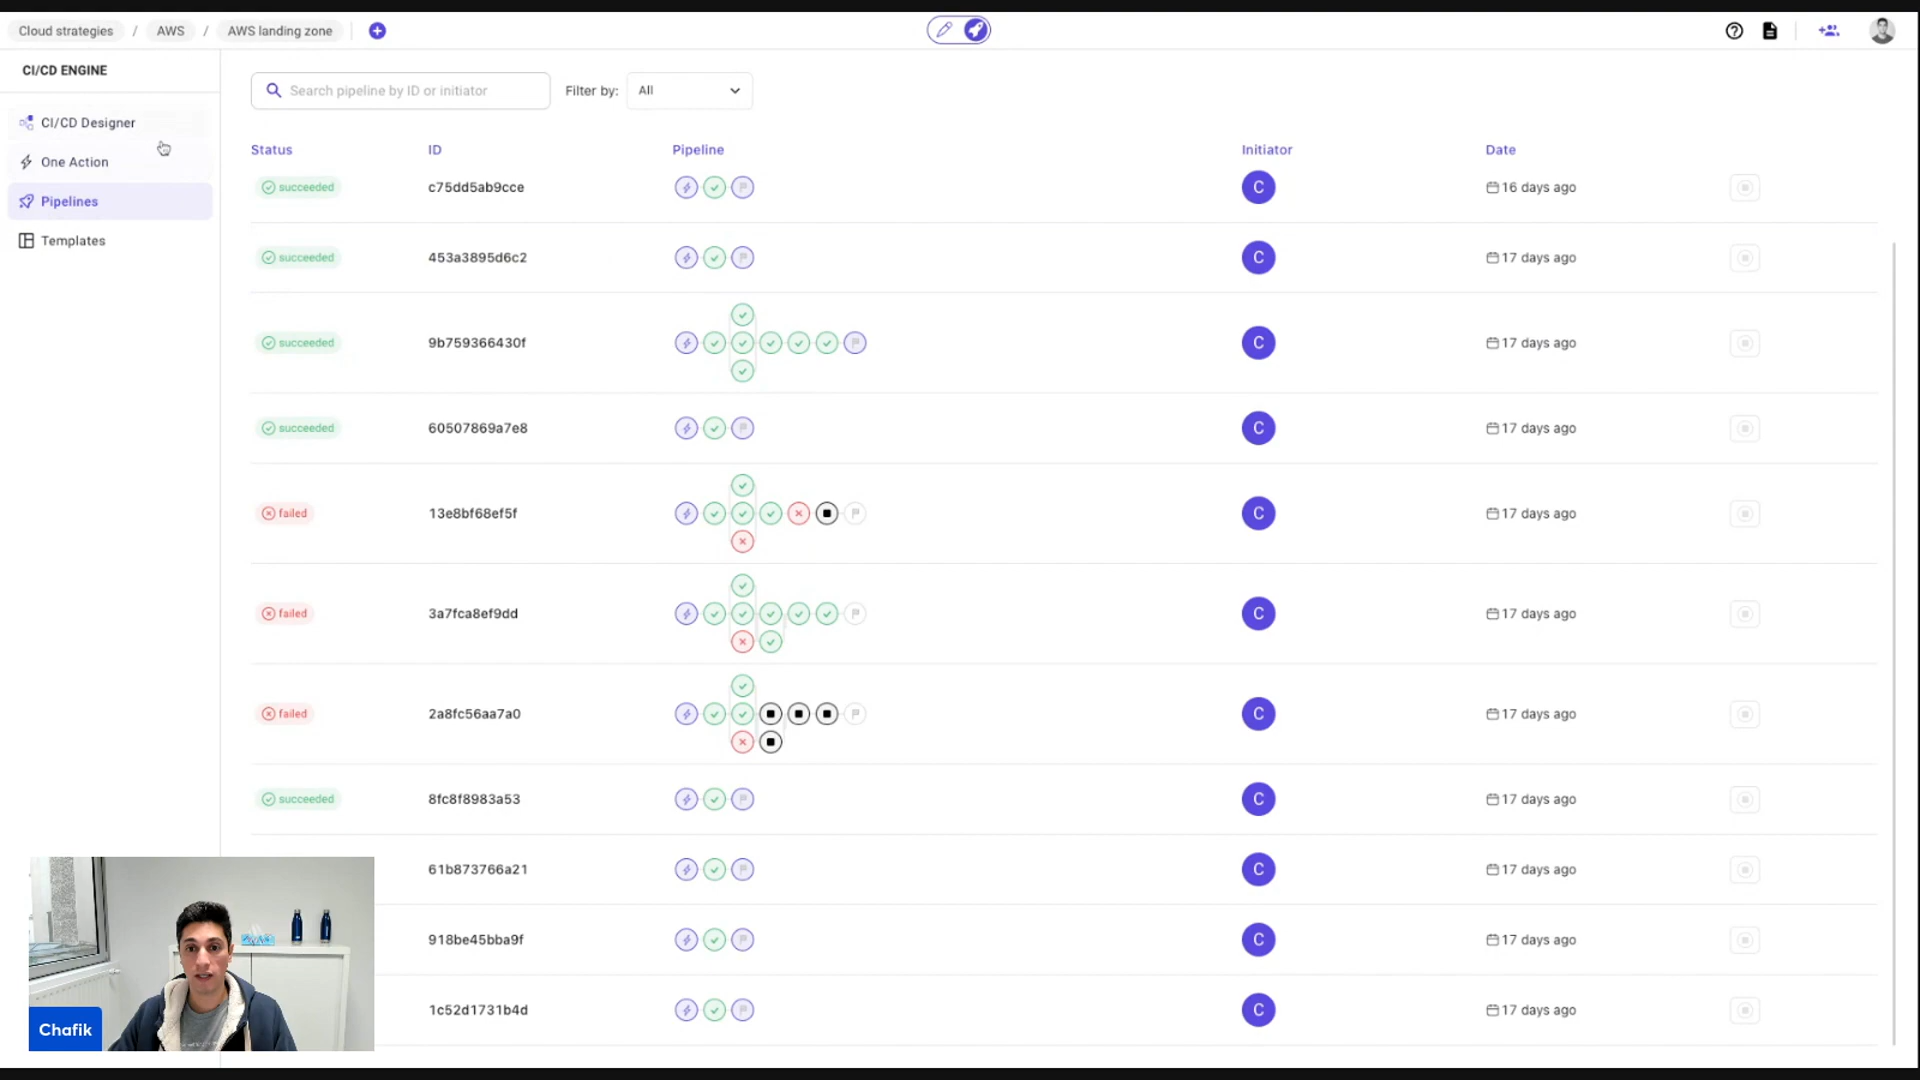 Cloud strategies / AWS / AWS landing zone
CI/CD ENGINE
CI/CD Designer
One Action
Pipelines
Templates
Search pipeline by ID or initiator
Filter by: All
Status ID Pipeline Initiator Date
succeeded c75dd5ab9cce C 16 days ago
succeeded 453a3895d6c2 C 17 days ago
succeeded 9b759366430f C 17 days ago
succeeded 60507869a7e8 C 17 days ago
failed 13e8bf68ef5f C 17 days ago
failed 3a7fca8ef9dd C 17 days ago
failed 2a8fc56aa7a0 C 17 days ago
succeeded 8fc8f8983a53 C 17 days ago
61b873766a21 C 17 days ago
918be45bba9f C 17 days ago
1c52d1731b4d C 17 days ago
Chafik